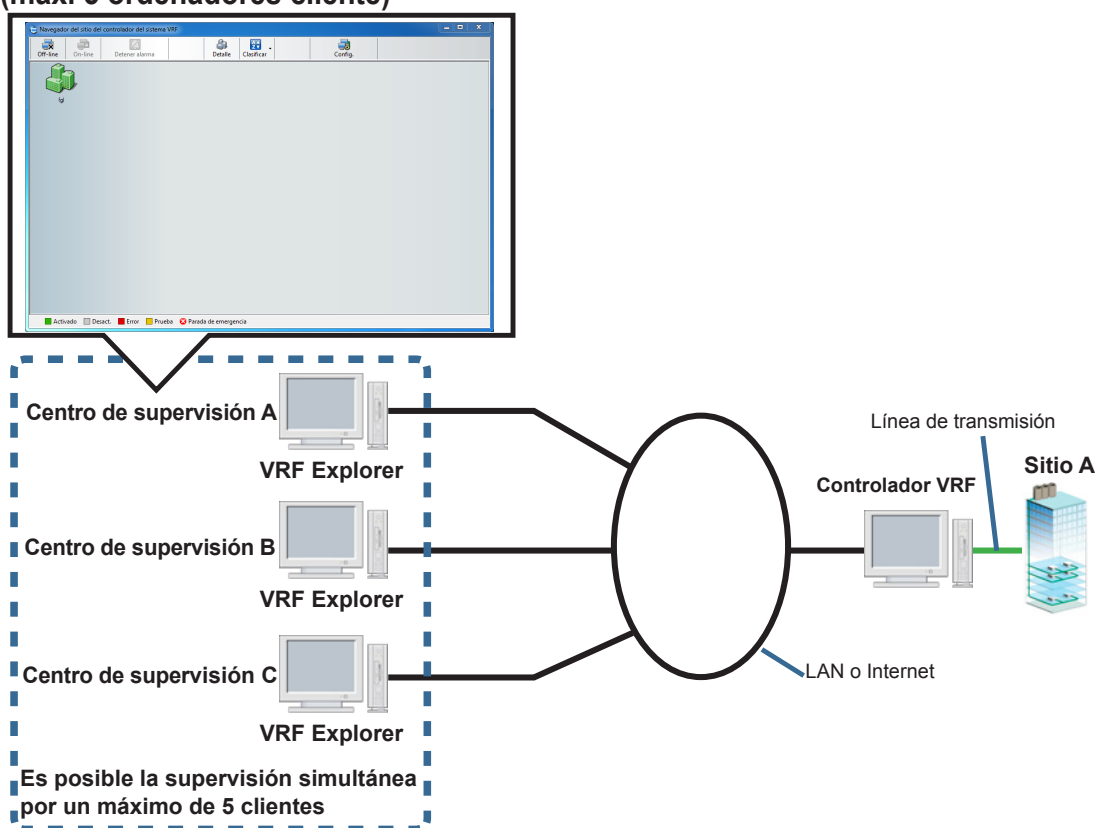 ordenadores cliente)
Navegador del sitio del controlador del sistema VRF
Off-line On-line Detener alarma Detalle Clasificar Config.
Activado Desact. Error Prueba Parada de emergencia
Centro de supervisión A
VRF Explorer
Centro de supervisión B
VRF Explorer
Centro de supervisión C
VRF Explorer
Es posible la supervisión simultánea
por un máximo de 5 clientes
LAN o Internet
Controlador VRF
Línea de transmisión
Sitio A